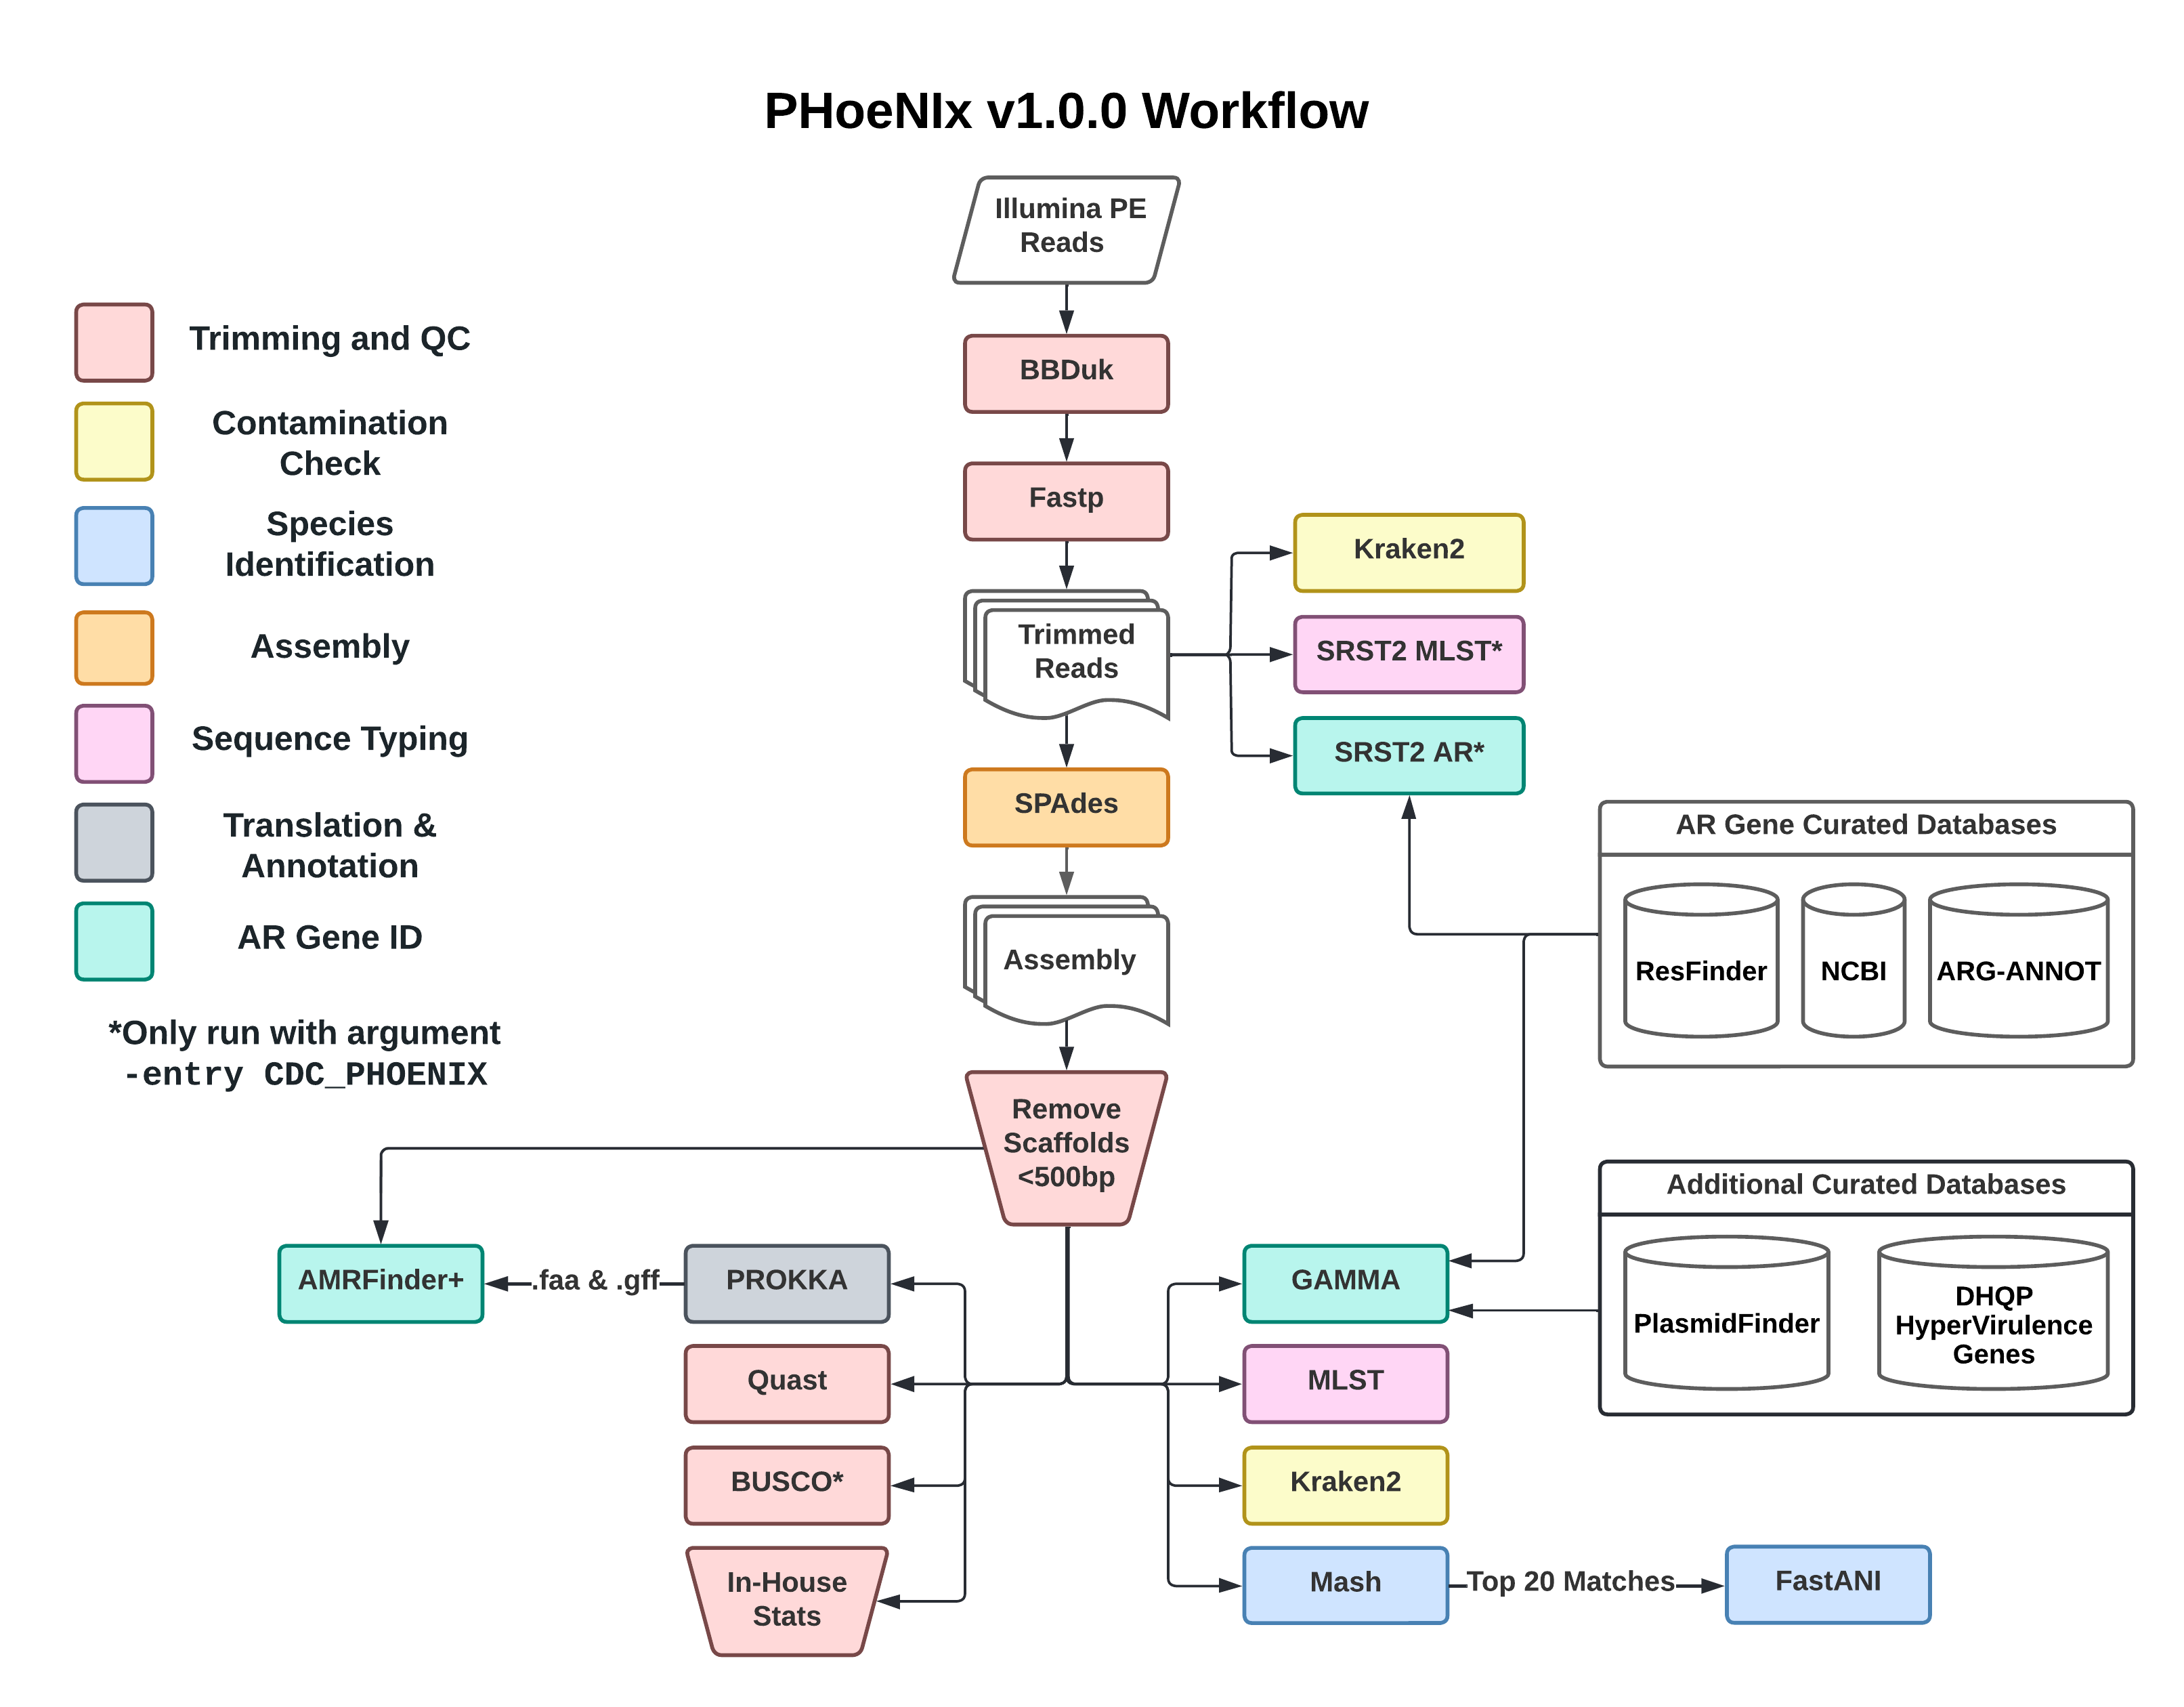 PHoeNIx v1.0.0 Workflow
Illumina PE
Reads
BBDuk
Fastp
Trimmed
Reads
Kraken2
SRST2 MLST*
SRST2 AR*
SPAdes
Assembly
Remove
Scaffolds
<500bp
Trimming and QC
Contamination
Check
Species
Identification
Assembly
Sequence Typing
Translation &
Annotation
AR Gene ID
*Only run with argument
-entry CDC_PHOENIX
AR Gene Curated Databases
ResFinder
NCBI
ARG-ANNOT
Additional Curated Databases
PlasmidFinder
DHQP
HyperVirulence
Genes
AMRFinder+
.faa & .gff
PROKKA
Quast
BUSCO*
In-House
Stats
GAMMA
MLST
Kraken2
Mash
Top 20 Matches
FastANI